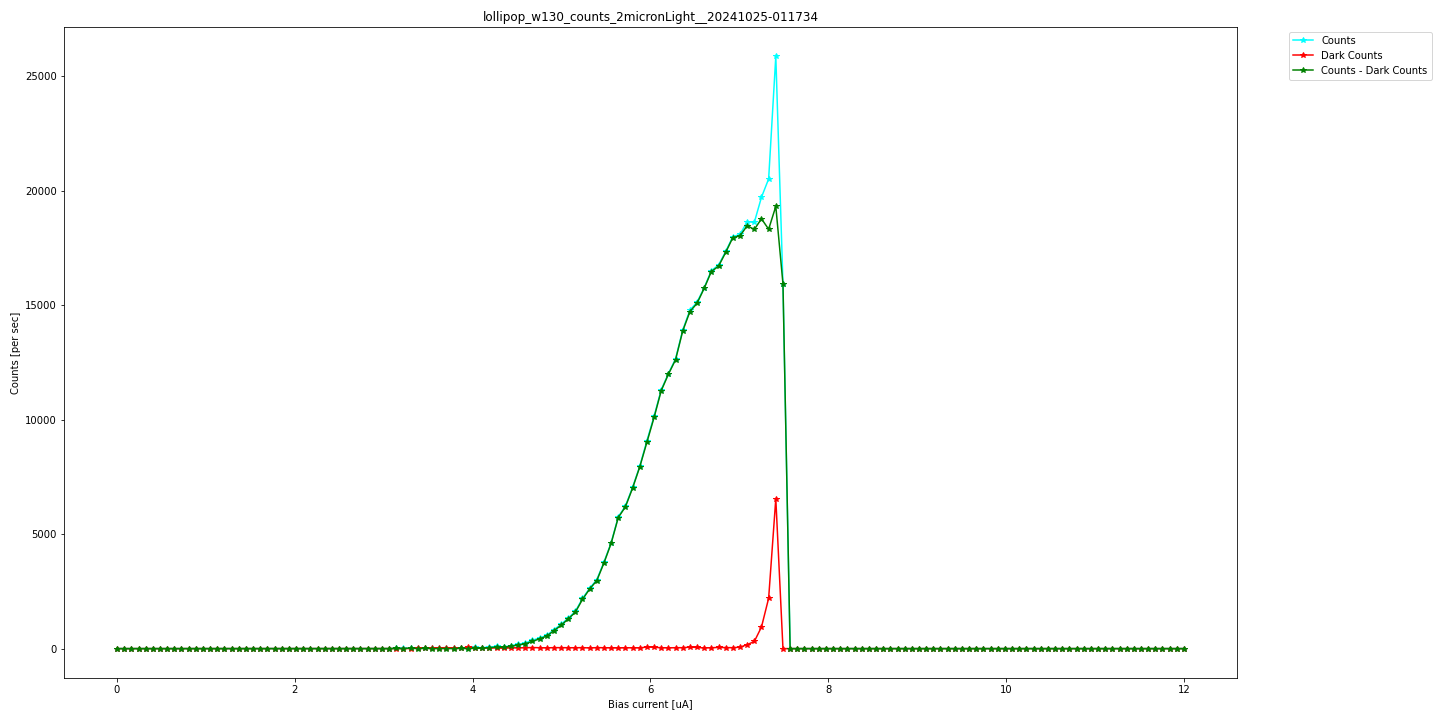 lollipop_w130_counts_2micronLight__20241025-011734
Counts
Dark Counts
Counts - Dark Counts
Counts [per sec]
25000
20000
15000
10000
5000
0
0 2 4 6 8 10 12
Bias current [uA]